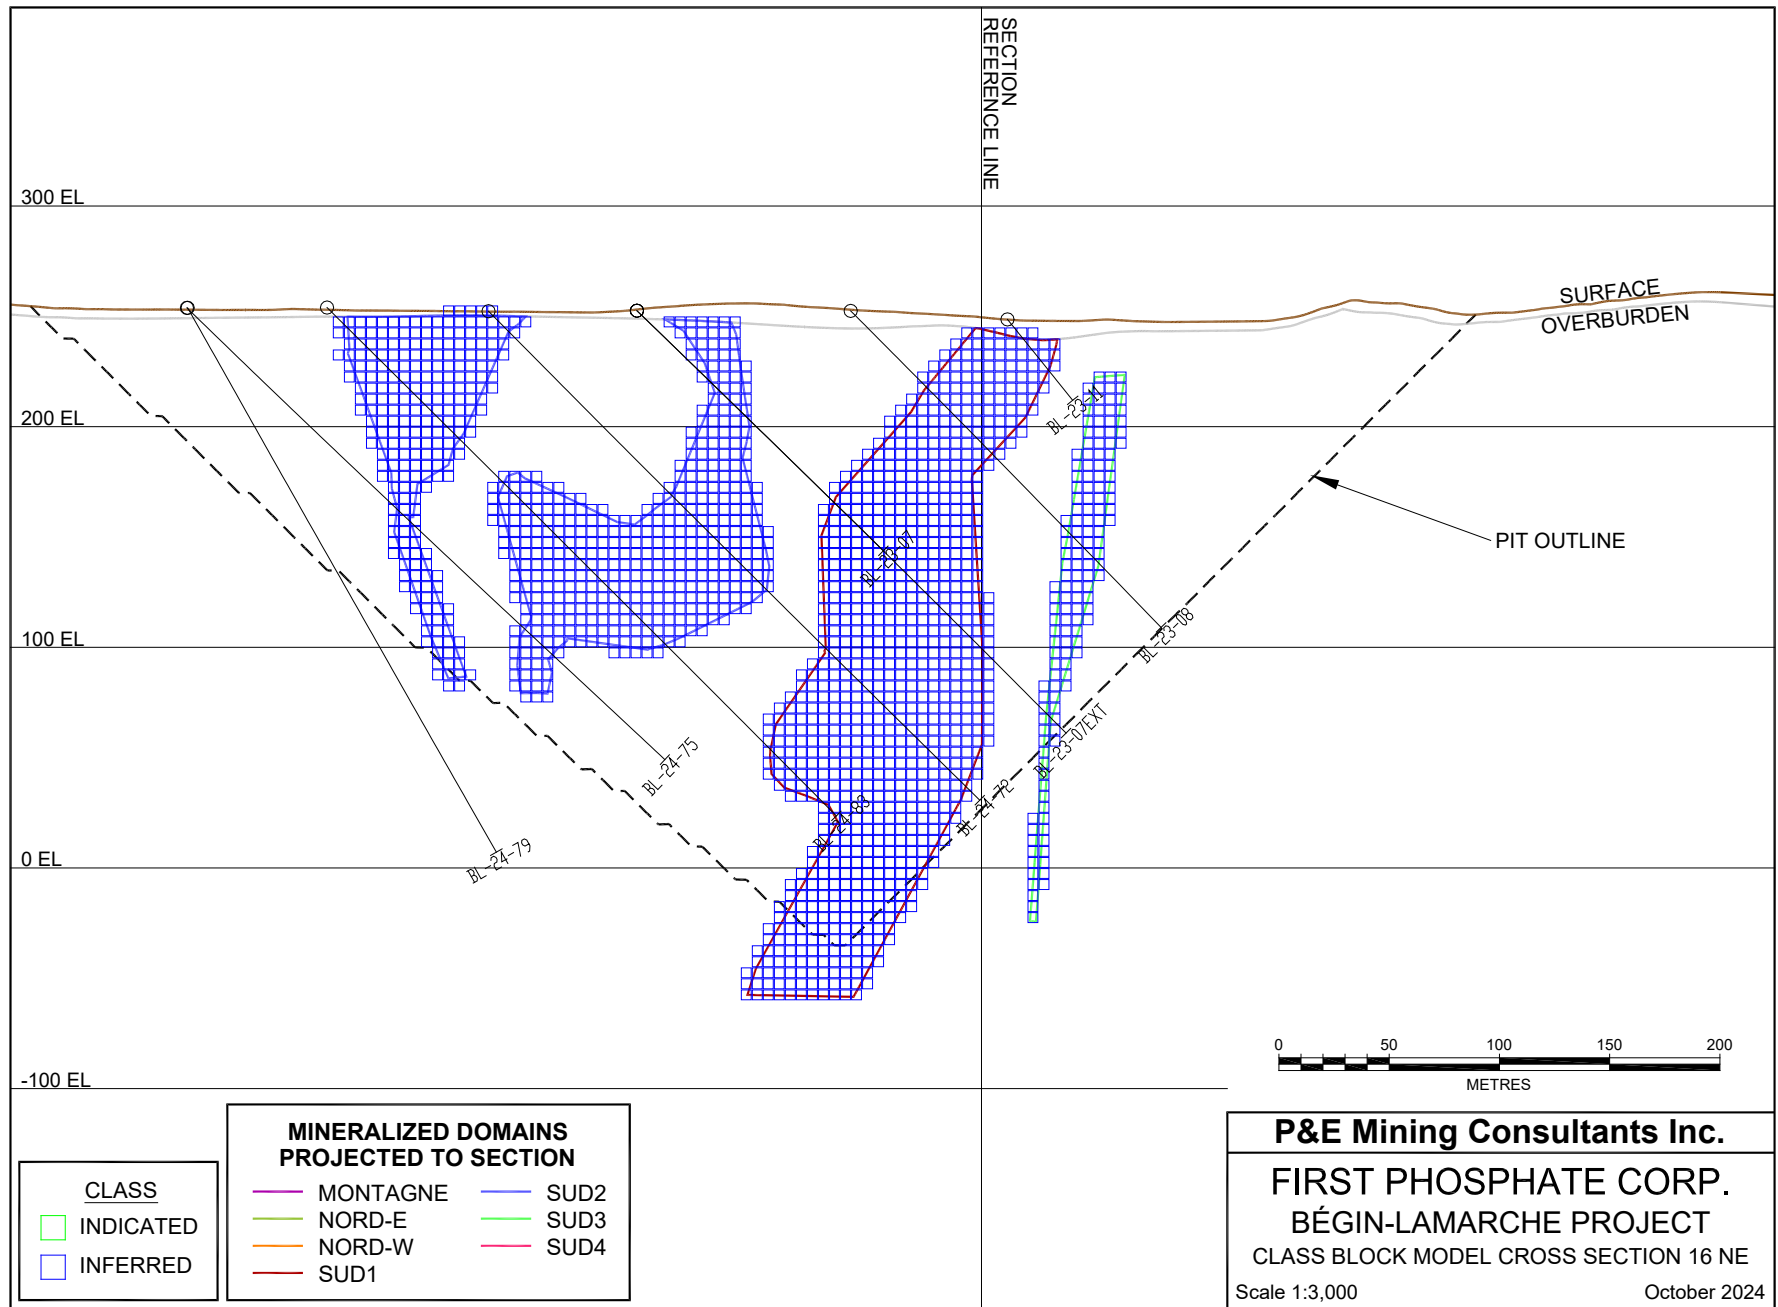 SECTION
REFERENCE LINE
300 EL
200 EL
100 EL
0 EL
-100 EL
SURFACE
OVERBURDEN
PIT OUTLINE
BL-23-11
BL-23-07
BL-23-08
BL-23-07EXT
BL-24-75
BL-24-83
BL-24-72
BL-24-79
0 50 100 150 200
METRES
CLASS
INDICATED
INFERRED
MINERALIZED DOMAINS
PROJECTED TO SECTION
MONTAGNE
NORD-E
NORD-W
SUD1
SUD2
SUD3
SUD4
P&E Mining Consultants Inc.
FIRST PHOSPHATE CORP.
BÉGIN-LAMARCHE PROJECT
CLASS BLOCK MODEL CROSS SECTION 16 NE
Scale 1:3,000 October 2024